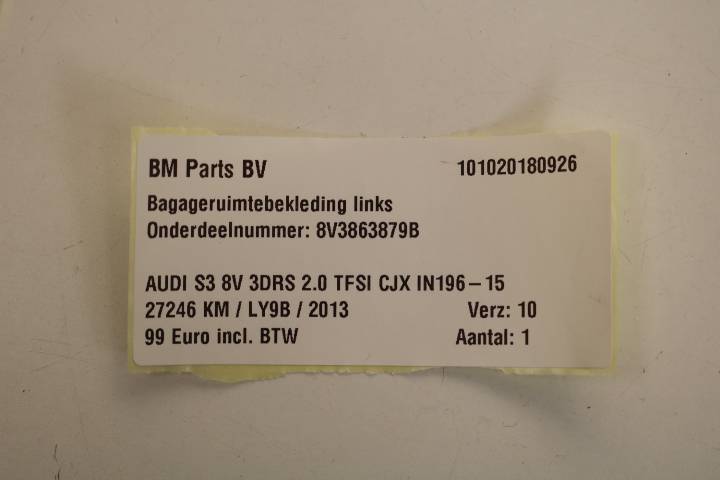 BM Parts BV 101020180926
Bagageruimtebekleding links
Onderdeelnummer: 8V3863879B
AUDI S3 8V 3DRS 2.0 TFSI CJX IN196-15
27246 KM / LY9B / 2013 Verz: 10
99 Euro incl. BTW Aantal: 1